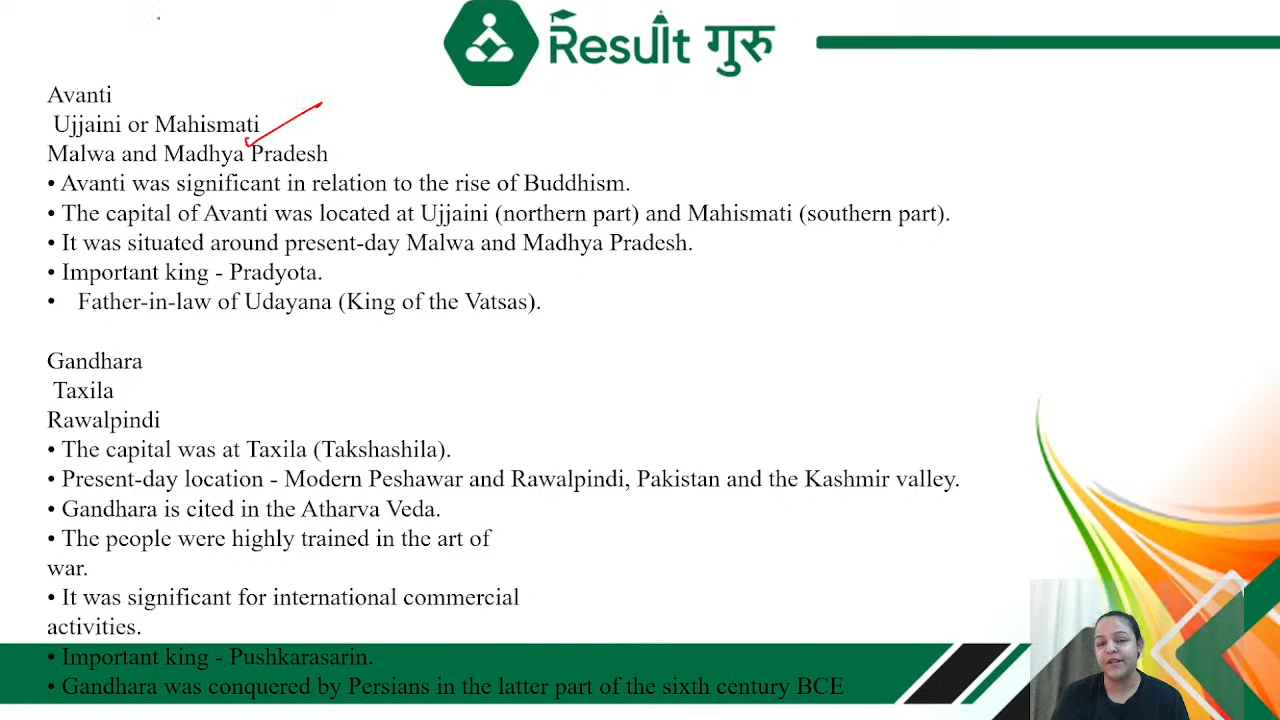 Result गुरु
Avanti
Ujjaini or Mahismati
Malwa and Madhya Pradesh
• Avanti was significant in relation to the rise of Buddhism.
• The capital of Avanti was located at Ujjaini (northern part) and Mahismati (southern part).
• It was situated around present-day Malwa and Madhya Pradesh.
• Important king - Pradyota.
• Father-in-law of Udayana (King of the Vatsas).
Gandhara
Taxila
Rawalpindi
• The capital was at Taxila (Takshashila).
• Present-day location - Modern Peshawar and Rawalpindi, Pakistan and the Kashmir valley.
• Gandhara is cited in the Atharva Veda.
• The people were highly trained in the art of
war.
• It was significant for international commercial
activities.
• Important king - Pushkarasarin.
• Gandhara was conquered by Persians in the latter part of the sixth century BCE